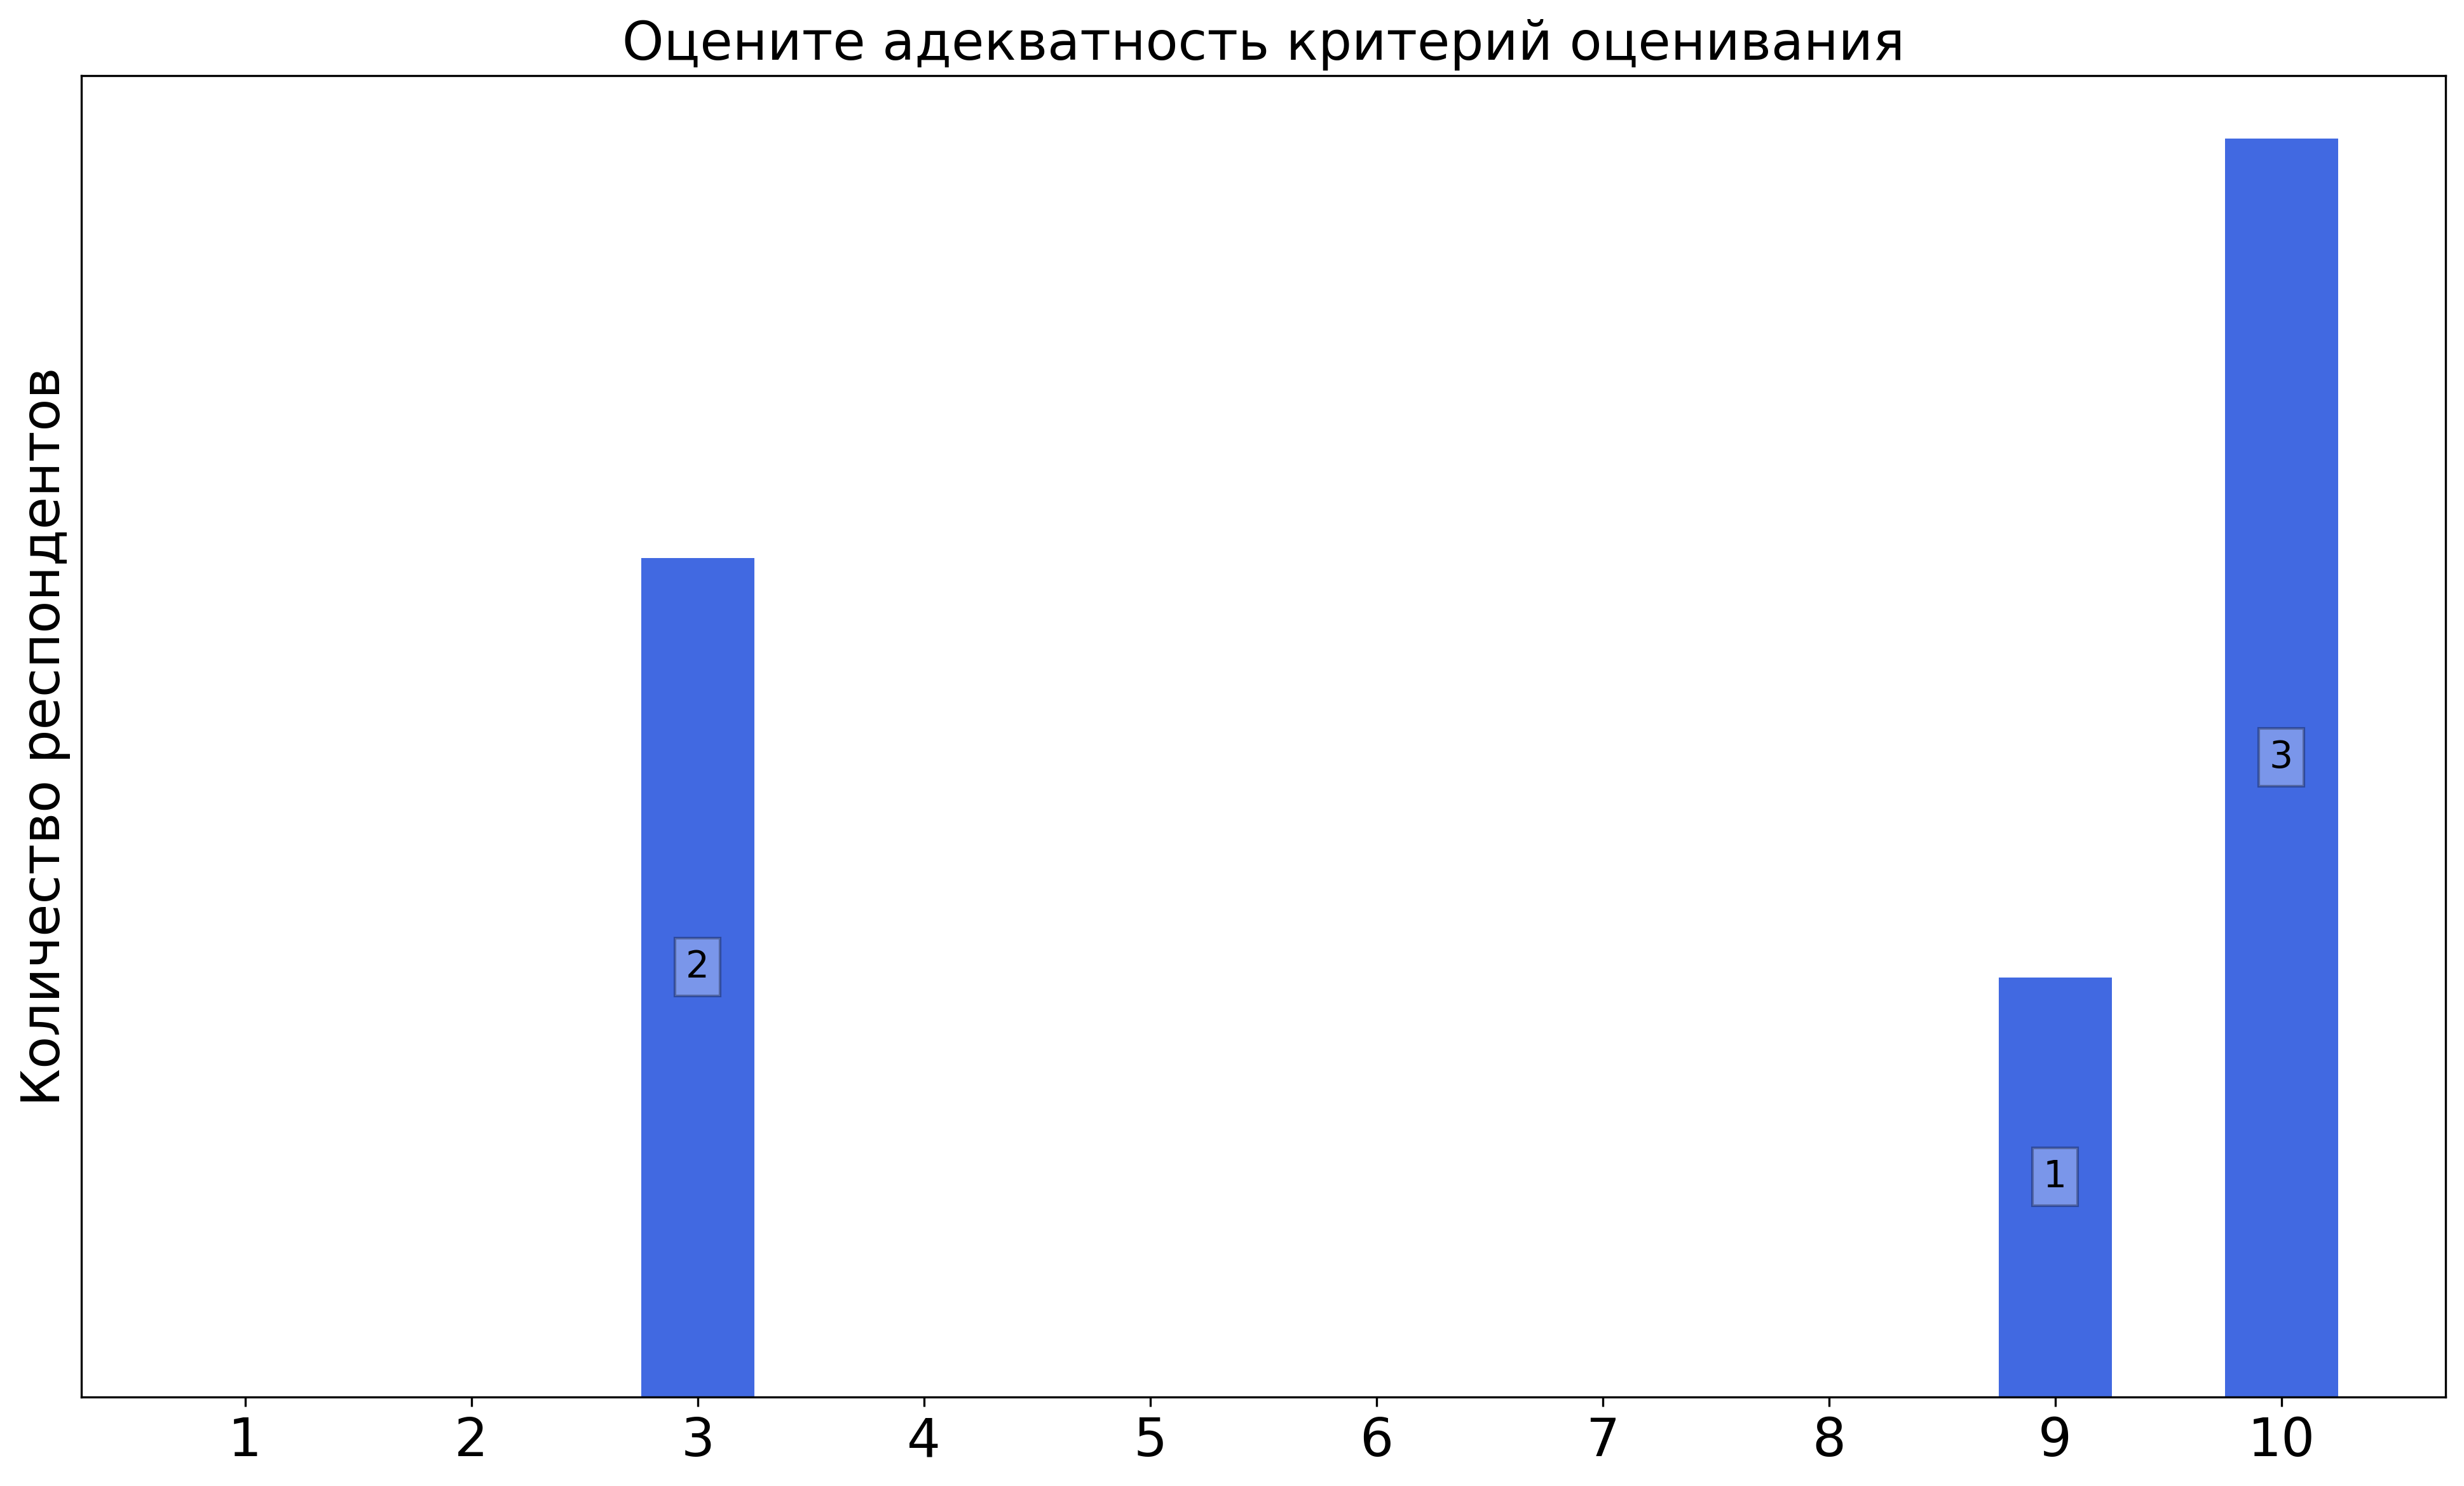 Оцените адекватность критерий оценивания
Количество респондентов
3
2
1
1 2 3 4 5 6 7 8 9 10